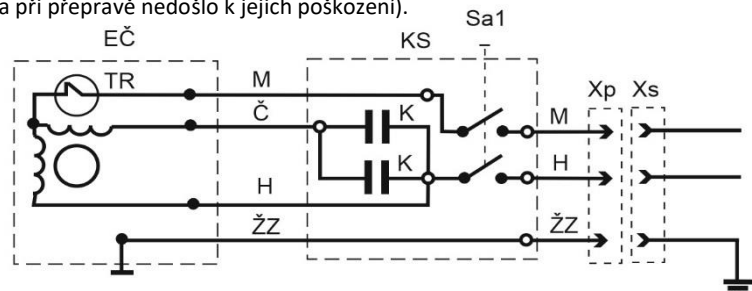 a při přepravě nedošlo k jejich poškození).
Sa1
EČ
KS
TR
M
Xp
Xs
Č
K
M
K
H
H
ŽZ
ŽZ